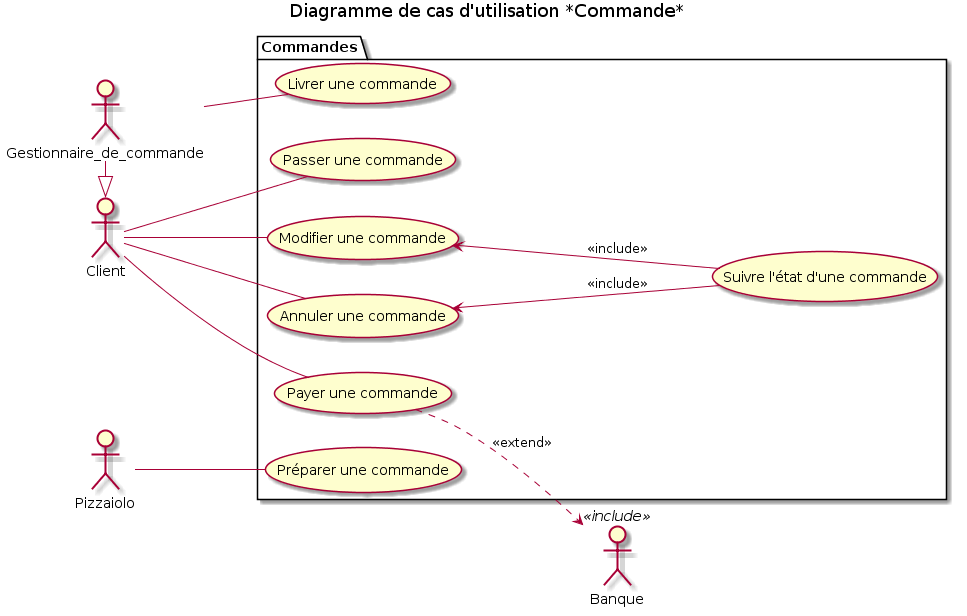 Diagramme de cas d'utilisation *Commande*
Commandes
Livrer une commande
Gestionnaire_de_commande
Passer une commande
Client
Modifier une commande
«include»
Suivre l'état d'une commande
«include»
Annuler une commande
Payer une commande
«extend»
Pizzaiolo
Préparer une commande
«include»
Banque